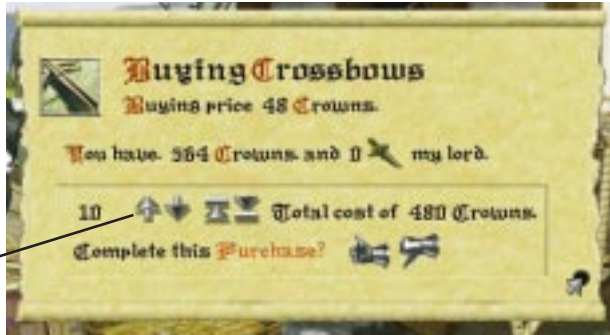 Buying Crossbows
Buying price 48 Crowns.
You have. 564 Crowns. and 0 my lord.
10 Total cost of 480 Crowns.
Complete this Purchase?